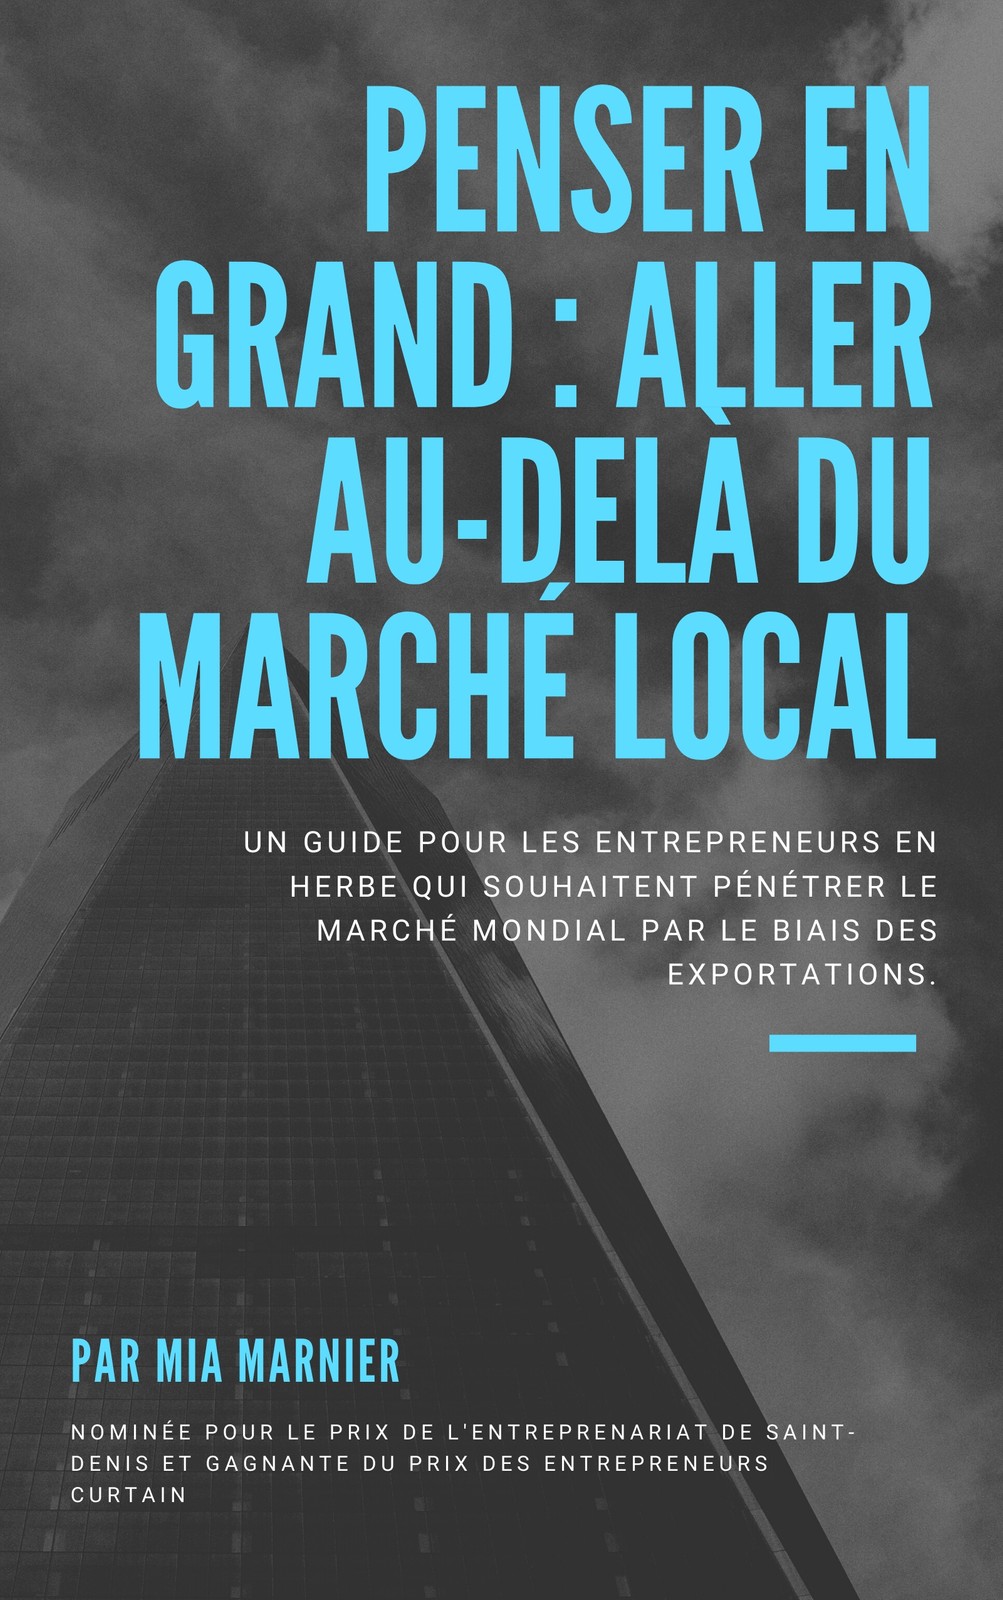 PENSER EN
GRAND : ALLER
AU-DELÀ DU
MARCHÉ LOCAL
UN GUIDE POUR LES ENTREPRENEURS EN
HERBE QUI SOUHAITENT PÉNÉTRER LE
MARCHÉ MONDIAL PAR LE BIAIS DES
EXPORTATIONS.
PAR MIA MARNIER
NOMINÉE POUR LE PRIX DE L'ENTREPRENARIAT DE SAINT-
DENIS ET GAGNANTE DU PRIX DES ENTREPRENEURS
CURTAIN